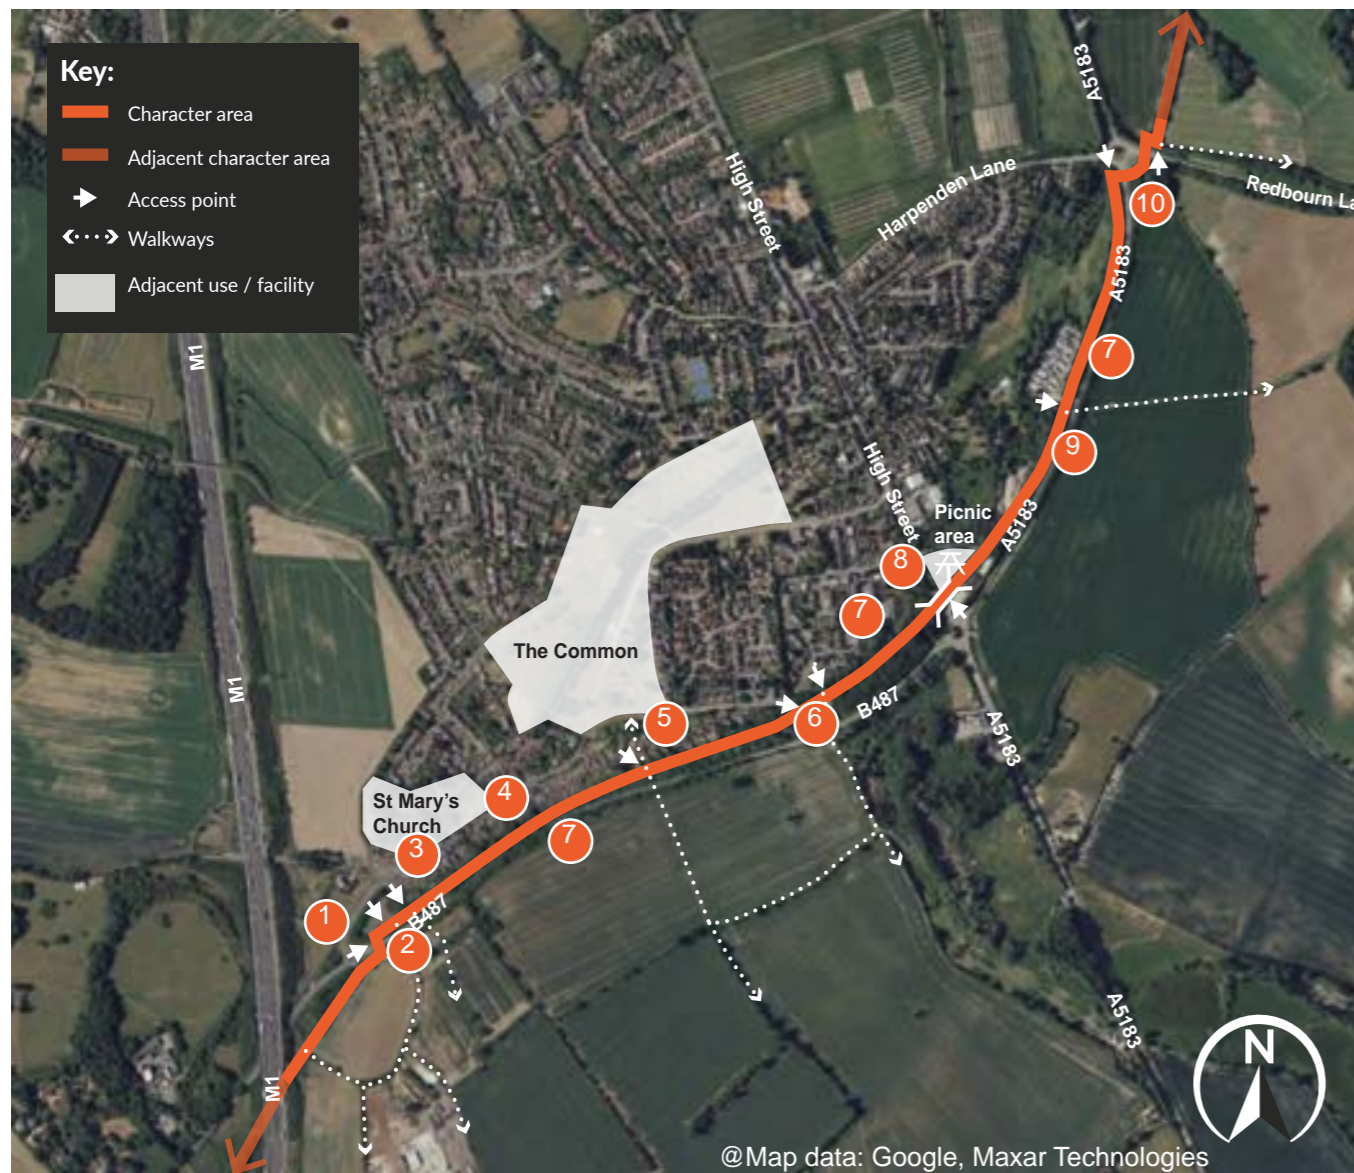 Key:
Character area
Adjacent character area
Access point
Walkways
Adjacent use / facility
A5183
High Street
Harpenden Lane
Redbourn La
10
A5183
M1
7
9
High Street
Picnic
area
A5183
8
7
The Common
M1
B487
5
6
A5183
St Mary's
Church
4
3
7
1
B487
2
A5183
M1
N
@Map data: Google, Maxar Technologies